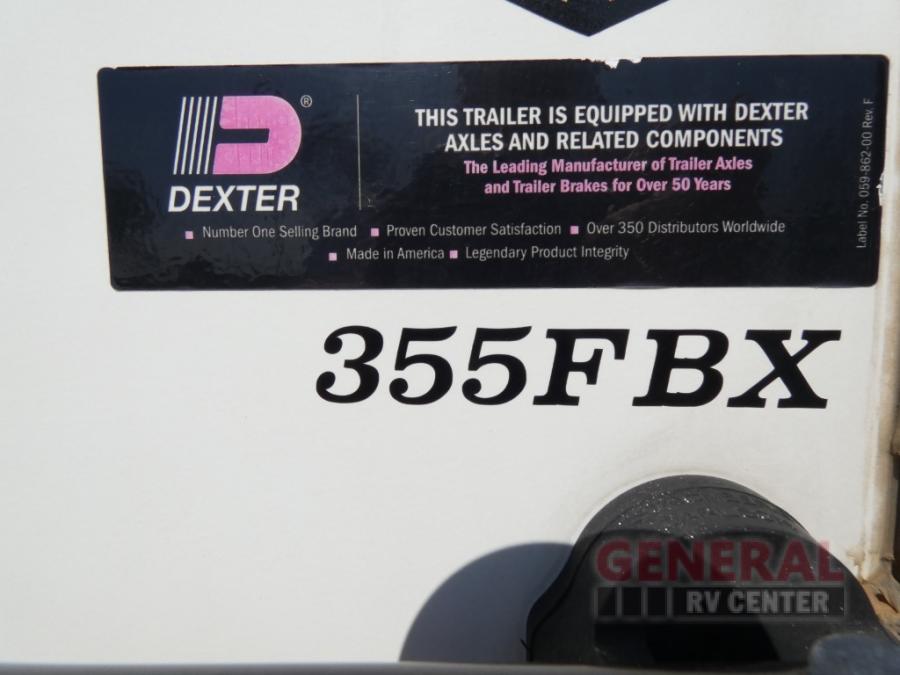 DEXTER ®
THIS TRAILER IS EQUIPPED WITH DEXTER
AXLES AND RELATED COMPONENTS
The Leading Manufacturer of Trailer Axles
and Trailer Brakes for Over 50 Years
■ Number One Selling Brand ■ Proven Customer Satisfaction ■ Over 350 Distributors Worldwide
■ Made in America ■ Legendary Product Integrity
Label No. 059-862-00 Rev. F
355FBX
GENERAL
RV CENTER